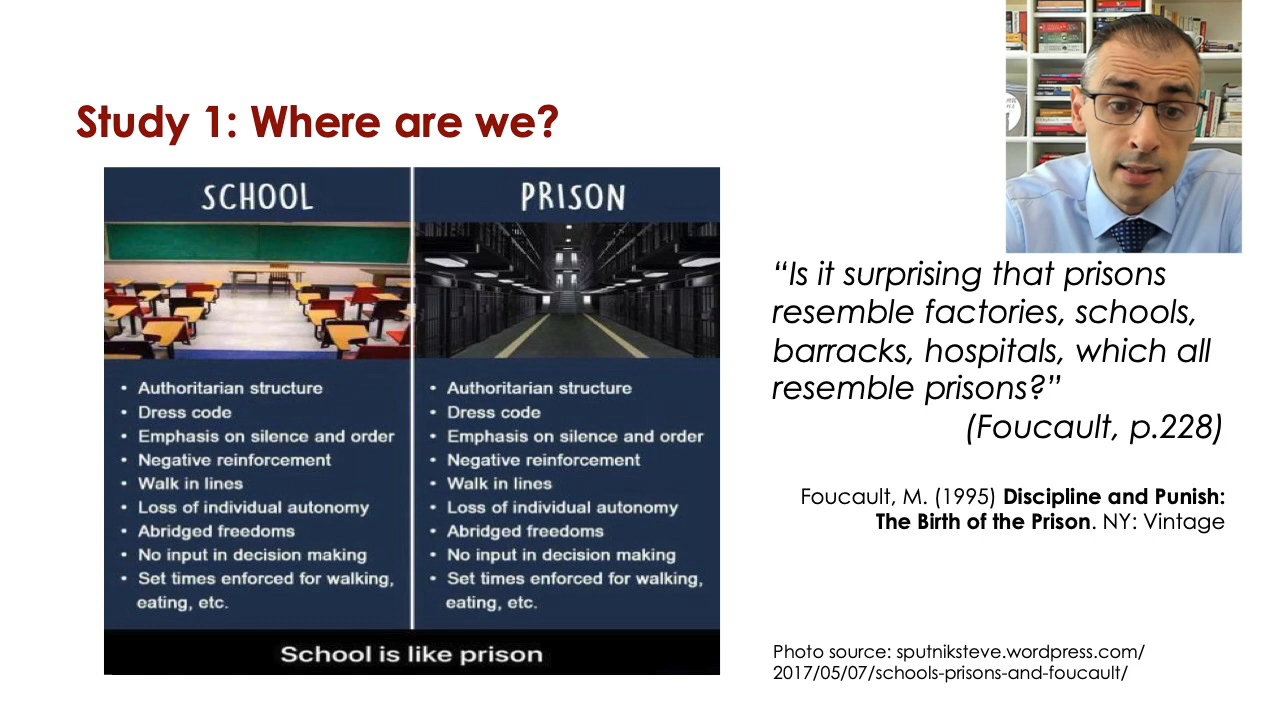 Study 1: Where are we?
SCHOOL
• Authoritarian structure
• Dress code
• Emphasis on silence and order
• Negative reinforcement
• Walk in lines
• Loss of individual autonomy
• Abridged freedoms
• No input in decision making
• Set times enforced for walking,
eating, etc.
PRISON
• Authoritarian structure
• Dress code
• Emphasis on silence and order
• Negative reinforcement
• Walk in lines
• Loss of individual autonomy
• Abridged freedoms
• No input in decision making
• Set times enforced for walking,
eating, etc.
School is like prison
“Is it surprising that prisons
resemble factories, schools,
barracks, hospitals, which all
resemble prisons?”
(Foucault, p.228)
Foucault, M. (1995) Discipline and Punish:
The Birth of the Prison. NY: Vintage
Photo source: sputniksteve.wordpress.com/
2017/05/07/schools-prisons-and-foucault/